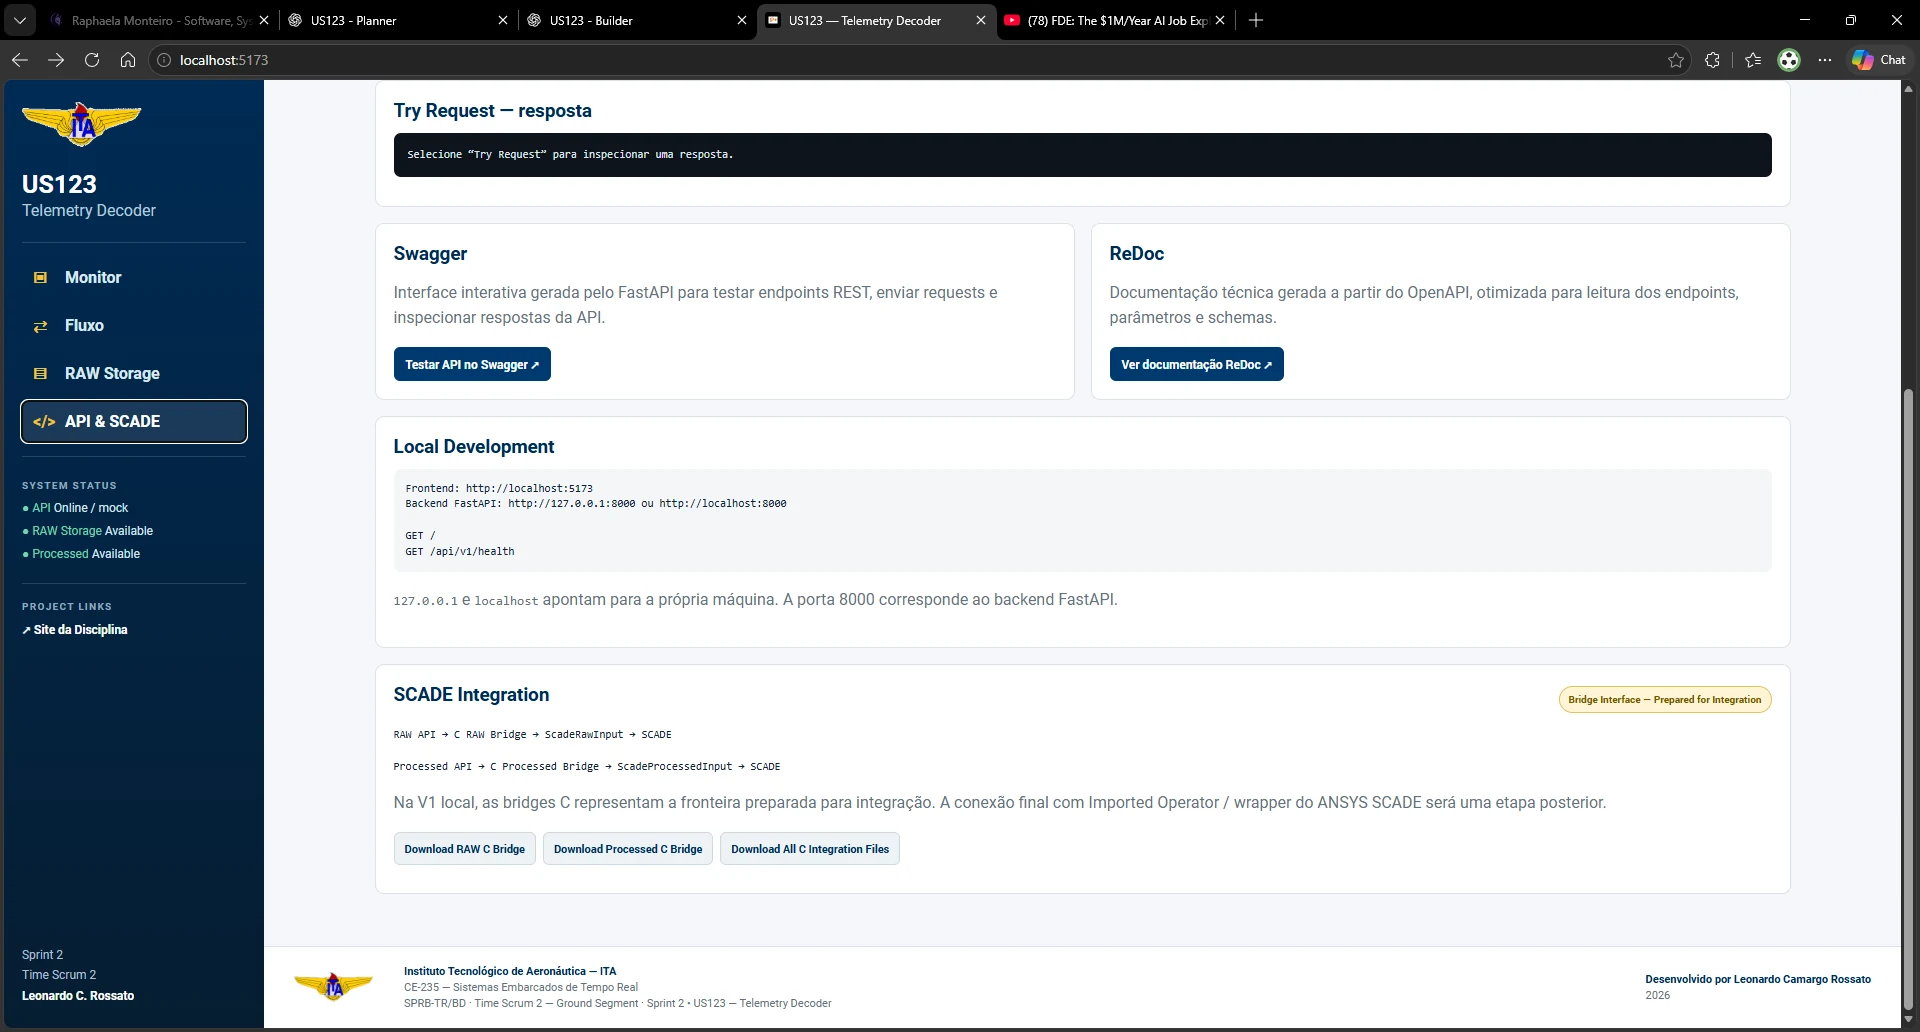 Raphaela Monteiro - Software, Sys
US123 - Planner
US123 - Builder
US123 — Telemetry Decoder
(78) FDE: The $1M/Year AI Job Exp
localhost:5173
Chat
ITA
US123
Telemetry Decoder
Monitor
Fluxo
RAW Storage
</> API & SCADE
SYSTEM STATUS
● API Online / mock
● RAW Storage Available
● Processed Available
PROJECT LINKS
↗ Site da Disciplina
Sprint 2
Time Scrum 2
Leonardo C. Rossato
Try Request — resposta
Selecione “Try Request” para inspecionar uma resposta.
Swagger
Interface interativa gerada pelo FastAPI para testar endpoints REST, enviar requests e
inspecionar respostas da API.
Testar API no Swagger ↗
ReDoc
Documentação técnica gerada a partir do OpenAPI, otimizada para leitura dos endpoints,
parâmetros e schemas.
Ver documentação ReDoc ↗
Local Development
Frontend: http://localhost:5173
Backend FastAPI: http://127.0.0.1:8000 ou http://localhost:8000
GET /
GET /api/v1/health
127.0.0.1 e localhost apontam para a própria máquina. A porta 8000 corresponde ao backend FastAPI.
SCADE Integration
Bridge Interface — Prepared for Integration
RAW API → C RAW Bridge → ScadeRawInput → SCADE
Processed API → C Processed Bridge → ScadeProcessedInput → SCADE
Na V1 local, as bridges C representam a fronteira preparada para integração. A conexão final com Imported Operator / wrapper do ANSYS SCADE será uma etapa posterior.
Download RAW C Bridge
Download Processed C Bridge
Download All C Integration Files
ITA
Instituto Tecnológico de Aeronáutica — ITA
CE-235 — Sistemas Embarcados de Tempo Real
SPRB-TR/BD · Time Scrum 2 — Ground Segment · Sprint 2 • US123 — Telemetry Decoder
Desenvolvido por Leonardo Camargo Rossato
2026